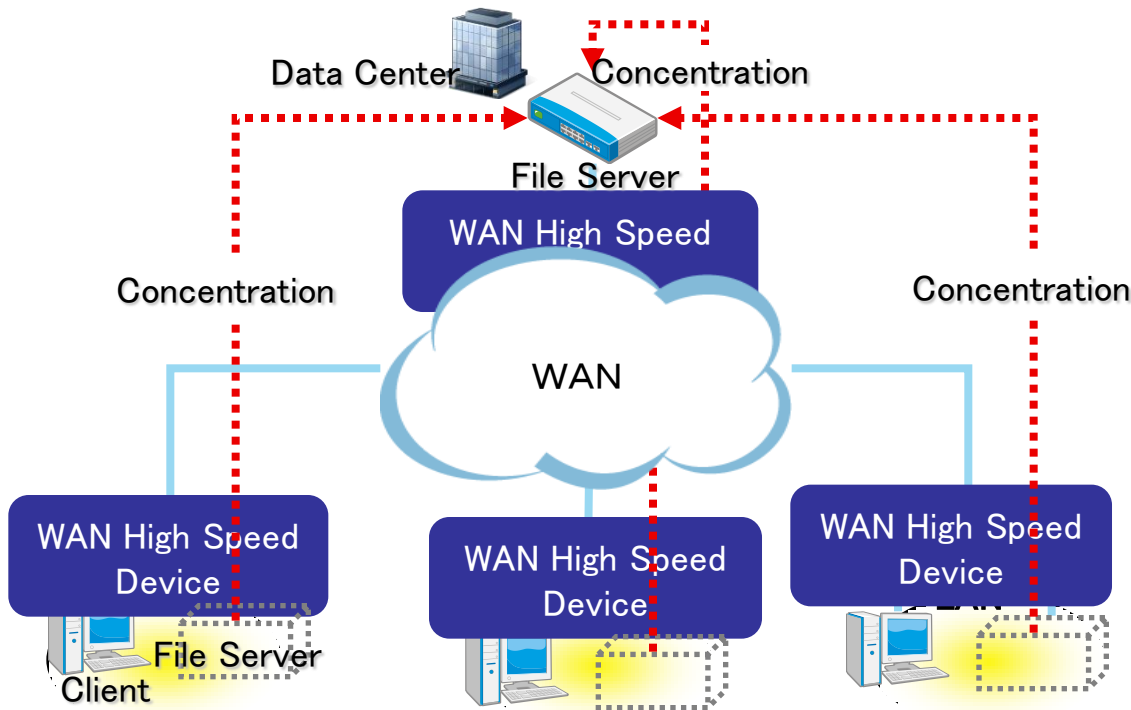 Data Center
Concentration
File Server
WAN High Speed
Concentration
Concentration
WAN
WAN High Speed
Device
WAN High Speed
Device
WAN High Speed
Device
File Server
Client